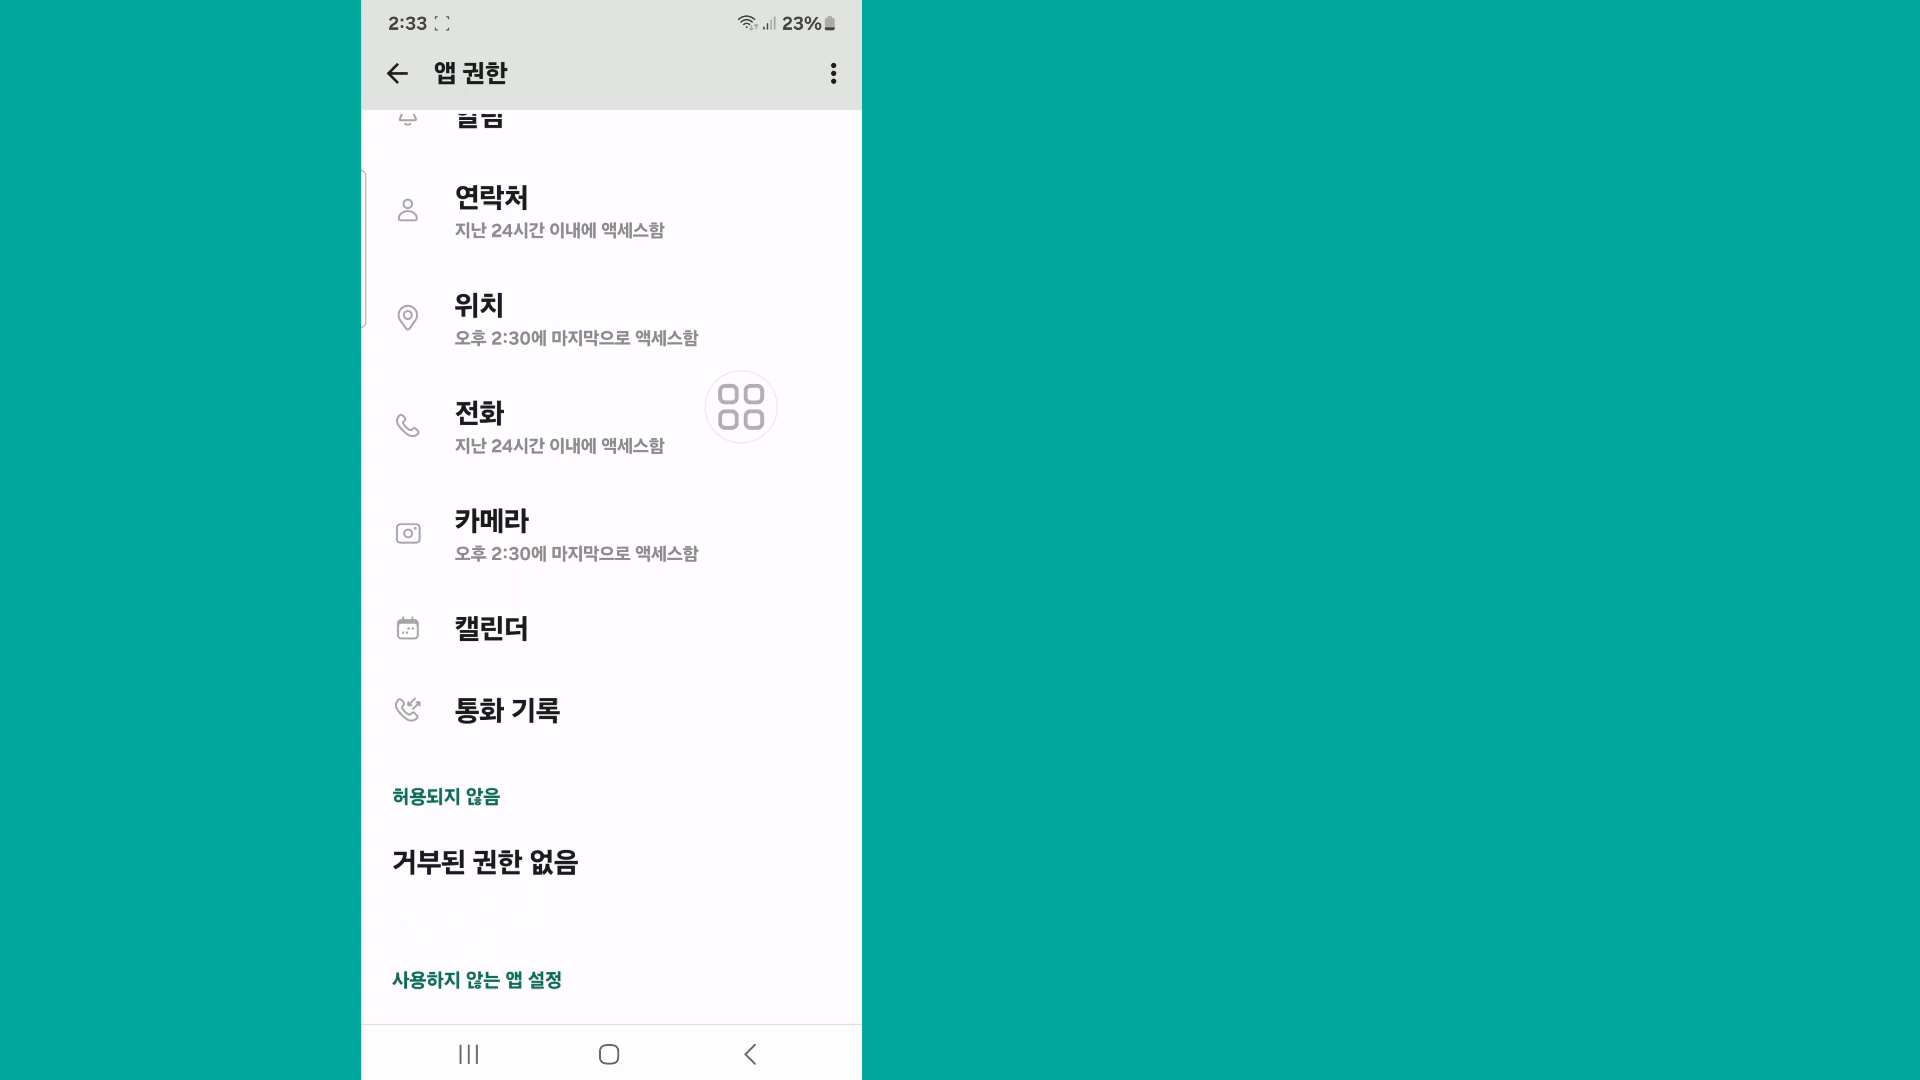 2:33 23%
앱 권한
알림
연락처
지난 24시간 이내에 액세스함
위치
오후 2:30에 마지막으로 액세스함
전화
지난 24시간 이내에 액세스함
카메라
오후 2:30에 마지막으로 액세스함
캘린더
통화 기록
허용되지 않음
거부된 권한 없음
사용하지 않는 앱 설정